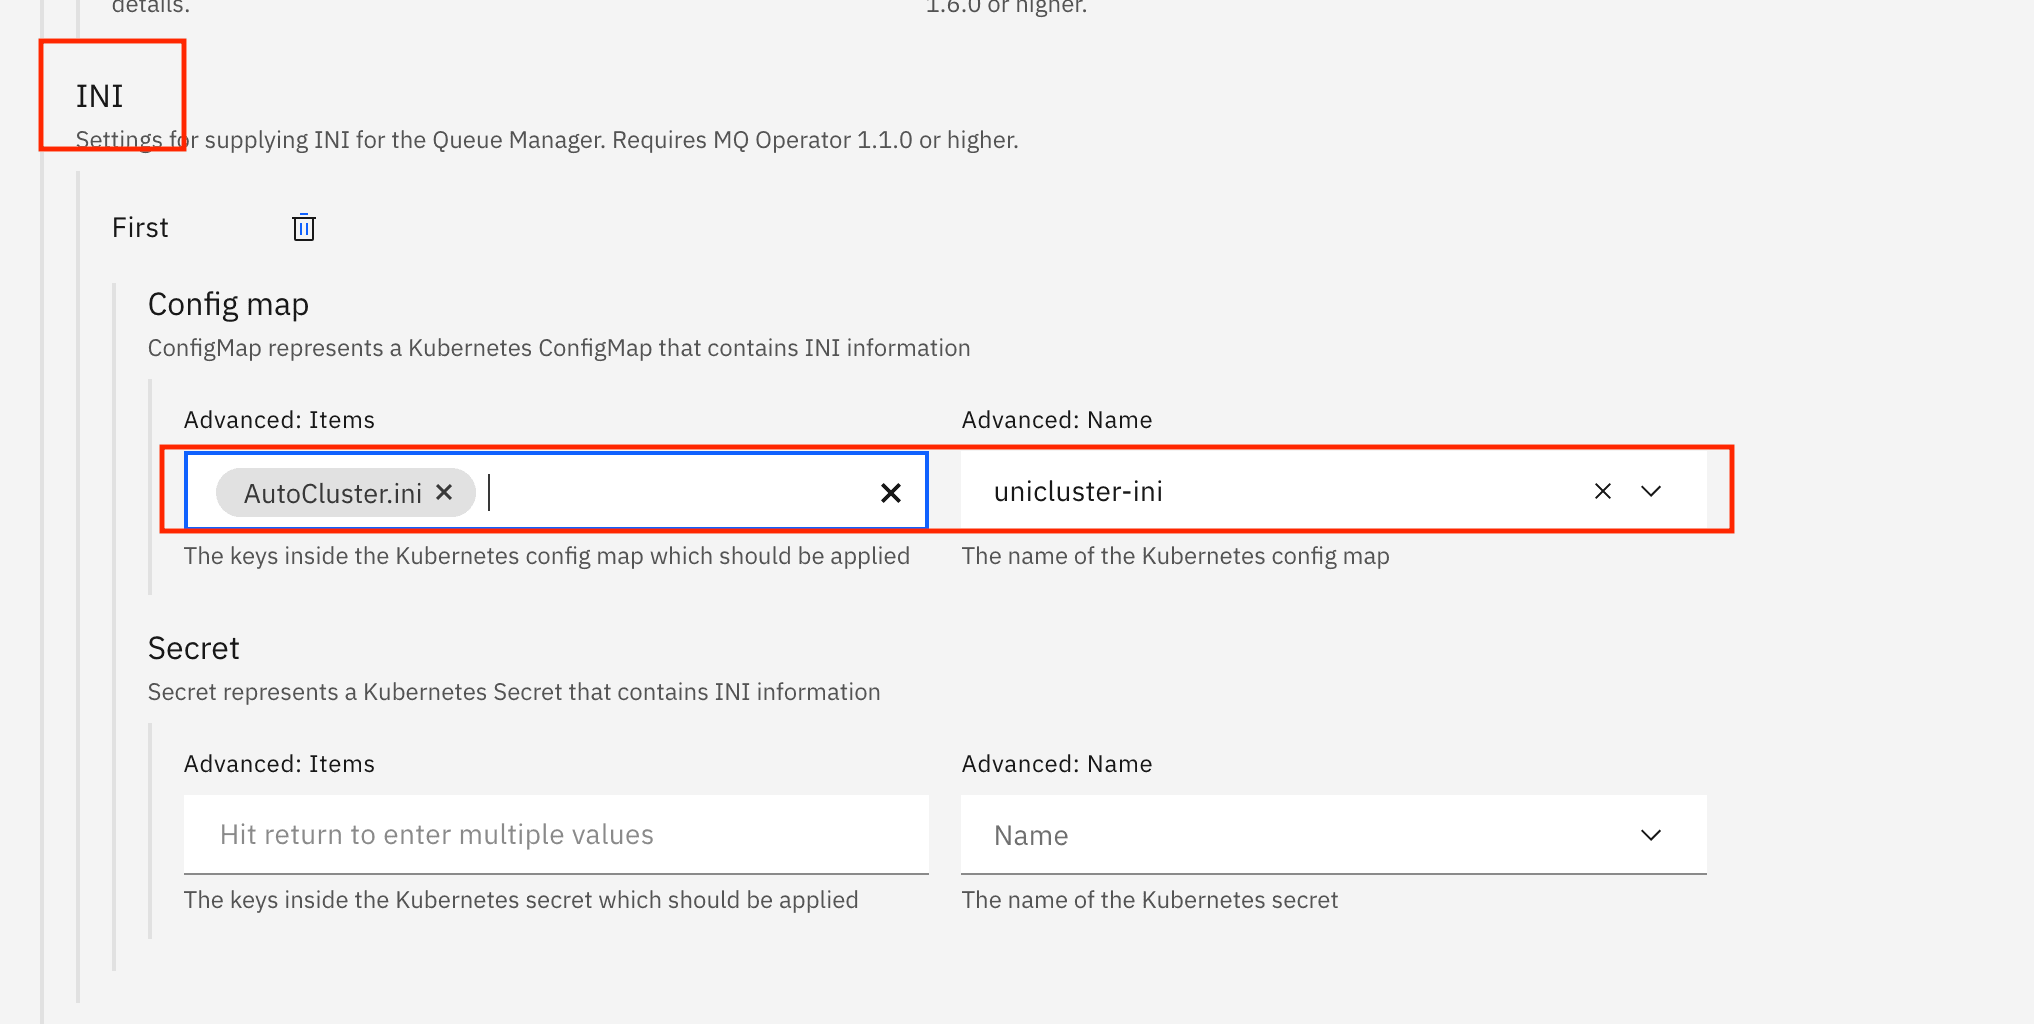 details.
1.6.0 or higher.
INI
Settings for supplying INI for the Queue Manager. Requires MQ Operator 1.1.0 or higher.
First
Config map
ConfigMap represents a Kubernetes ConfigMap that contains INI information
Advanced: Items
Advanced: Name
AutoCluster.ini
unicluster-ini
The keys inside the Kubernetes config map which should be applied
The name of the Kubernetes config map
Secret
Secret represents a Kubernetes Secret that contains INI information
Advanced: Items
Advanced: Name
Hit return to enter multiple values
Name
The keys inside the Kubernetes secret which should be applied
The name of the Kubernetes secret